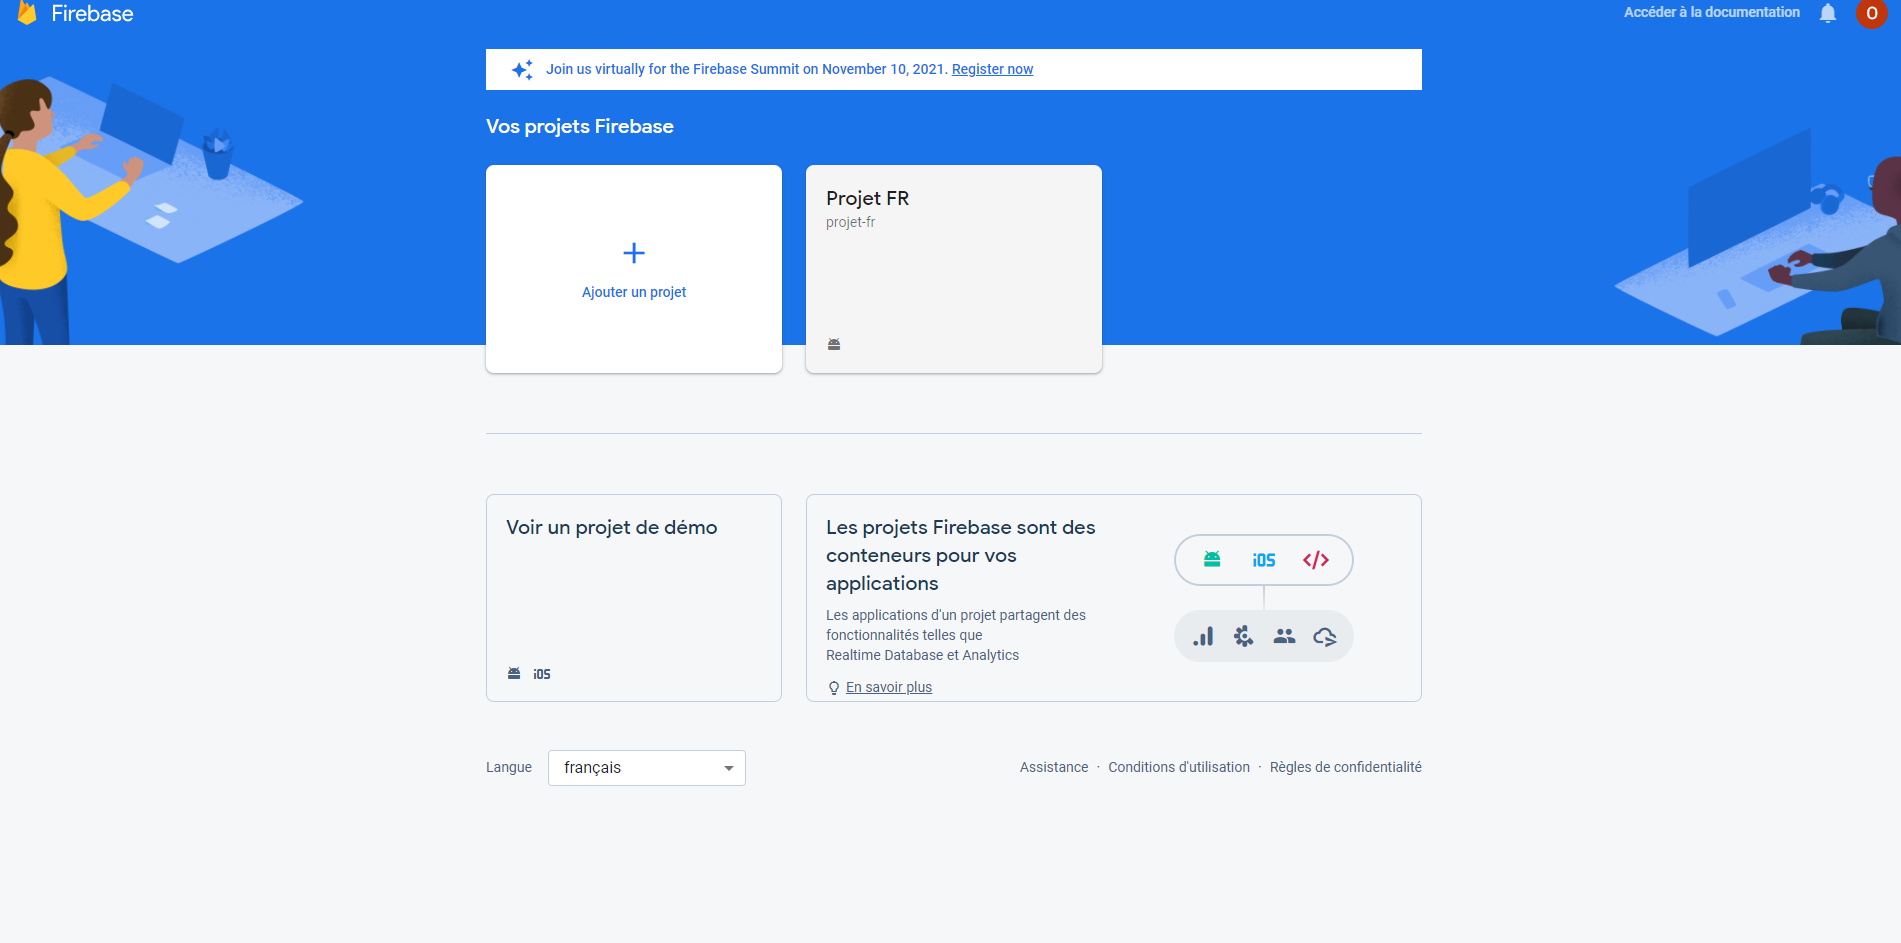 Firebase
Accéder à la documentation
O
Join us virtually for the Firebase Summit on November 10, 2021. Register now
Vos projets Firebase
Ajouter un projet
Projet FR
projet-fr
Voir un projet de démo
iOS
Les projets Firebase sont des
conteneurs pour vos
applications
Les applications d'un projet partagent des
fonctionnalités telles que
Realtime Database et Analytics
En savoir plus
iOS </>
Langue
français
Assistance · Conditions d'utilisation · Règles de confidentialité